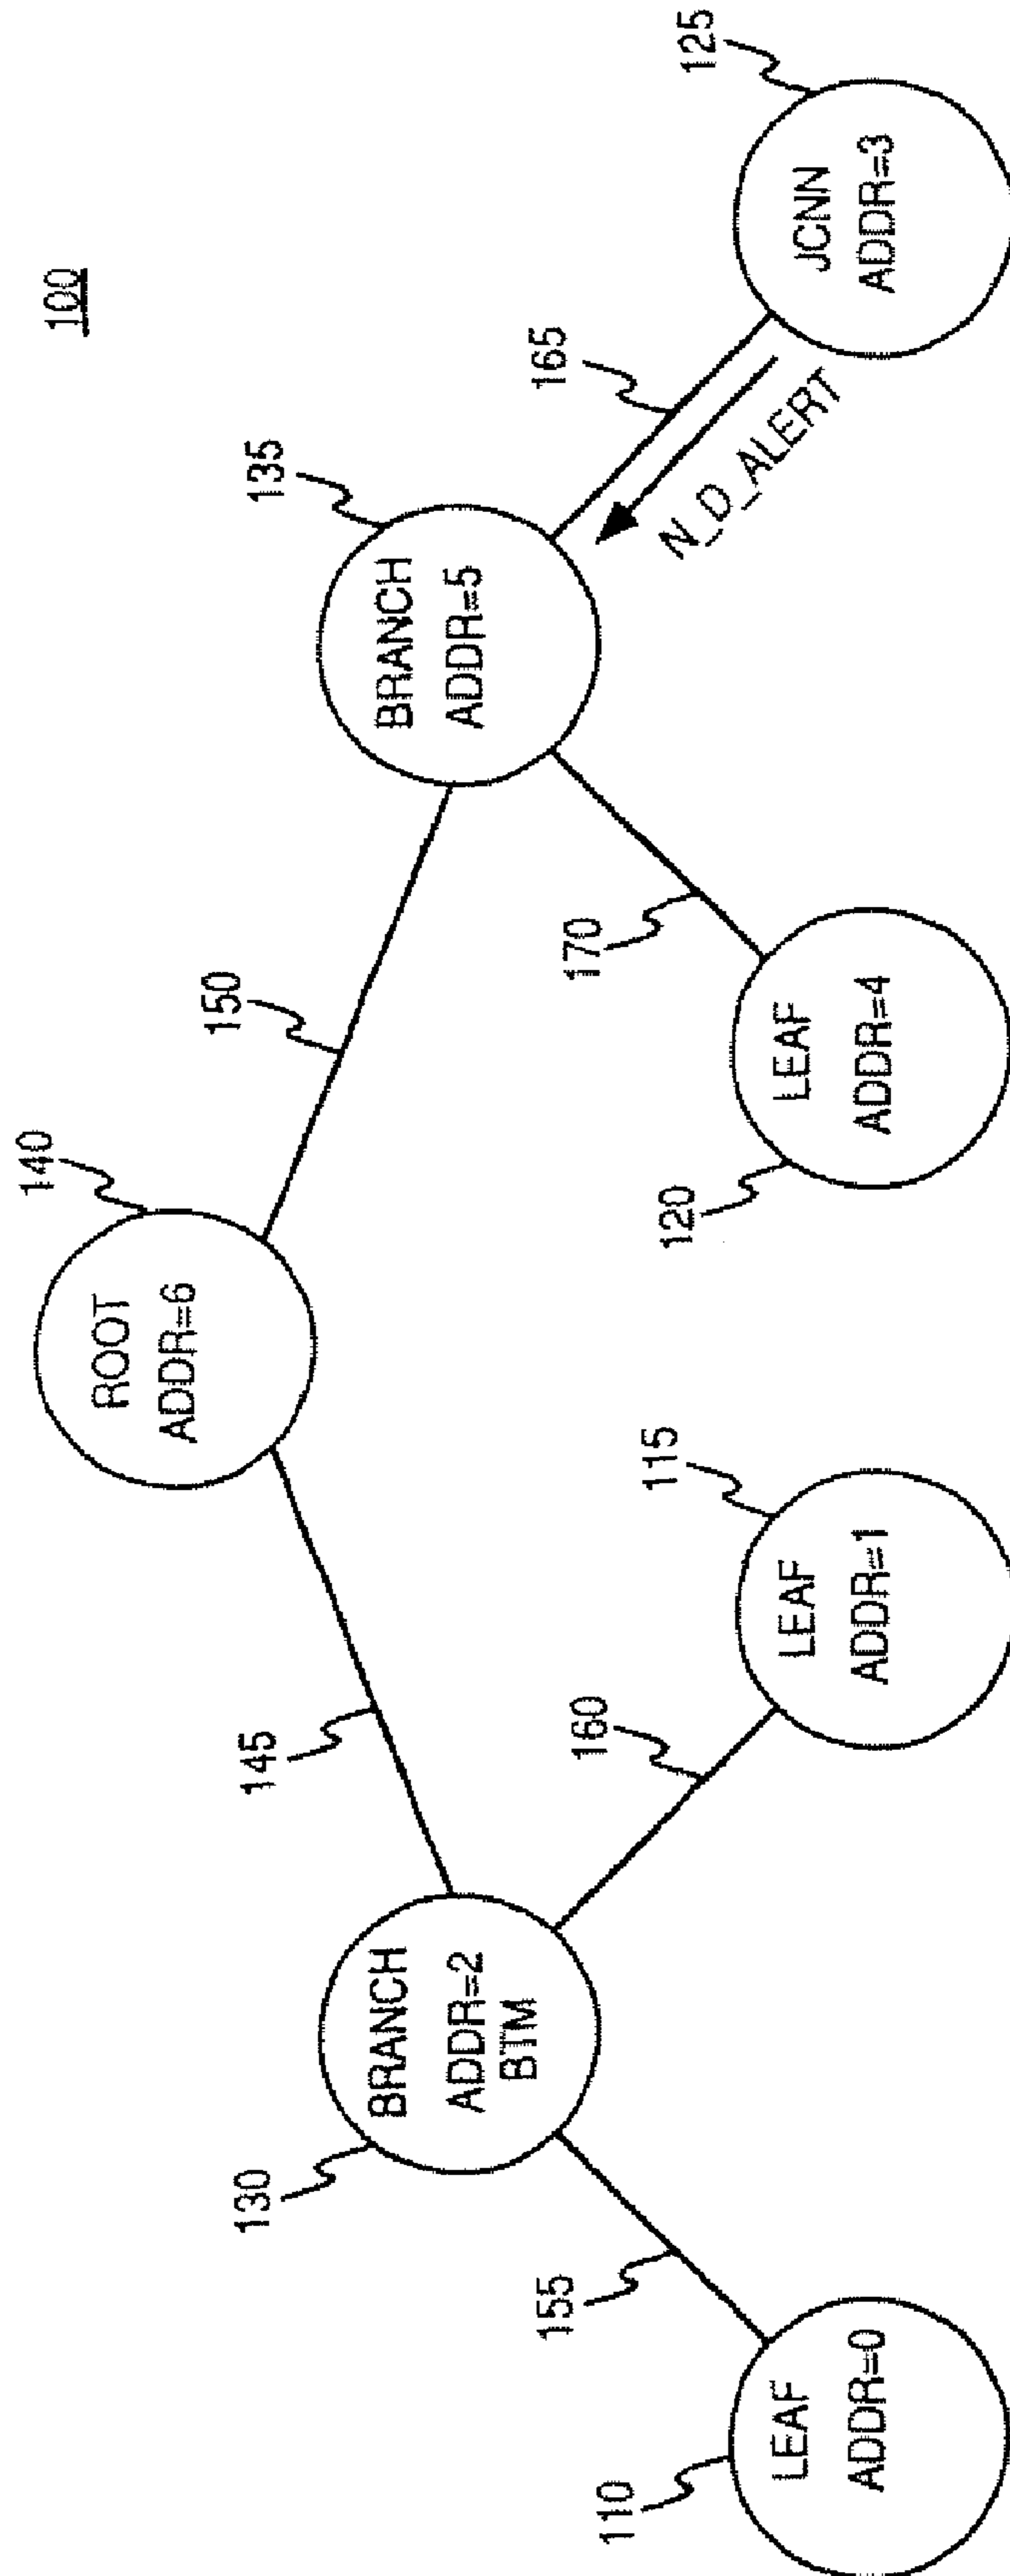 100
140
ROOT
ADDR=6
145
150
130
BRANCH
ADDR=2
BTM
135
BRANCH
ADDR=5
155
160
170
165
N_D_ALERT
110
LEAF
ADDR=0
115
LEAF
ADDR=1
120
LEAF
ADDR=4
125
JCNN
ADDR=3